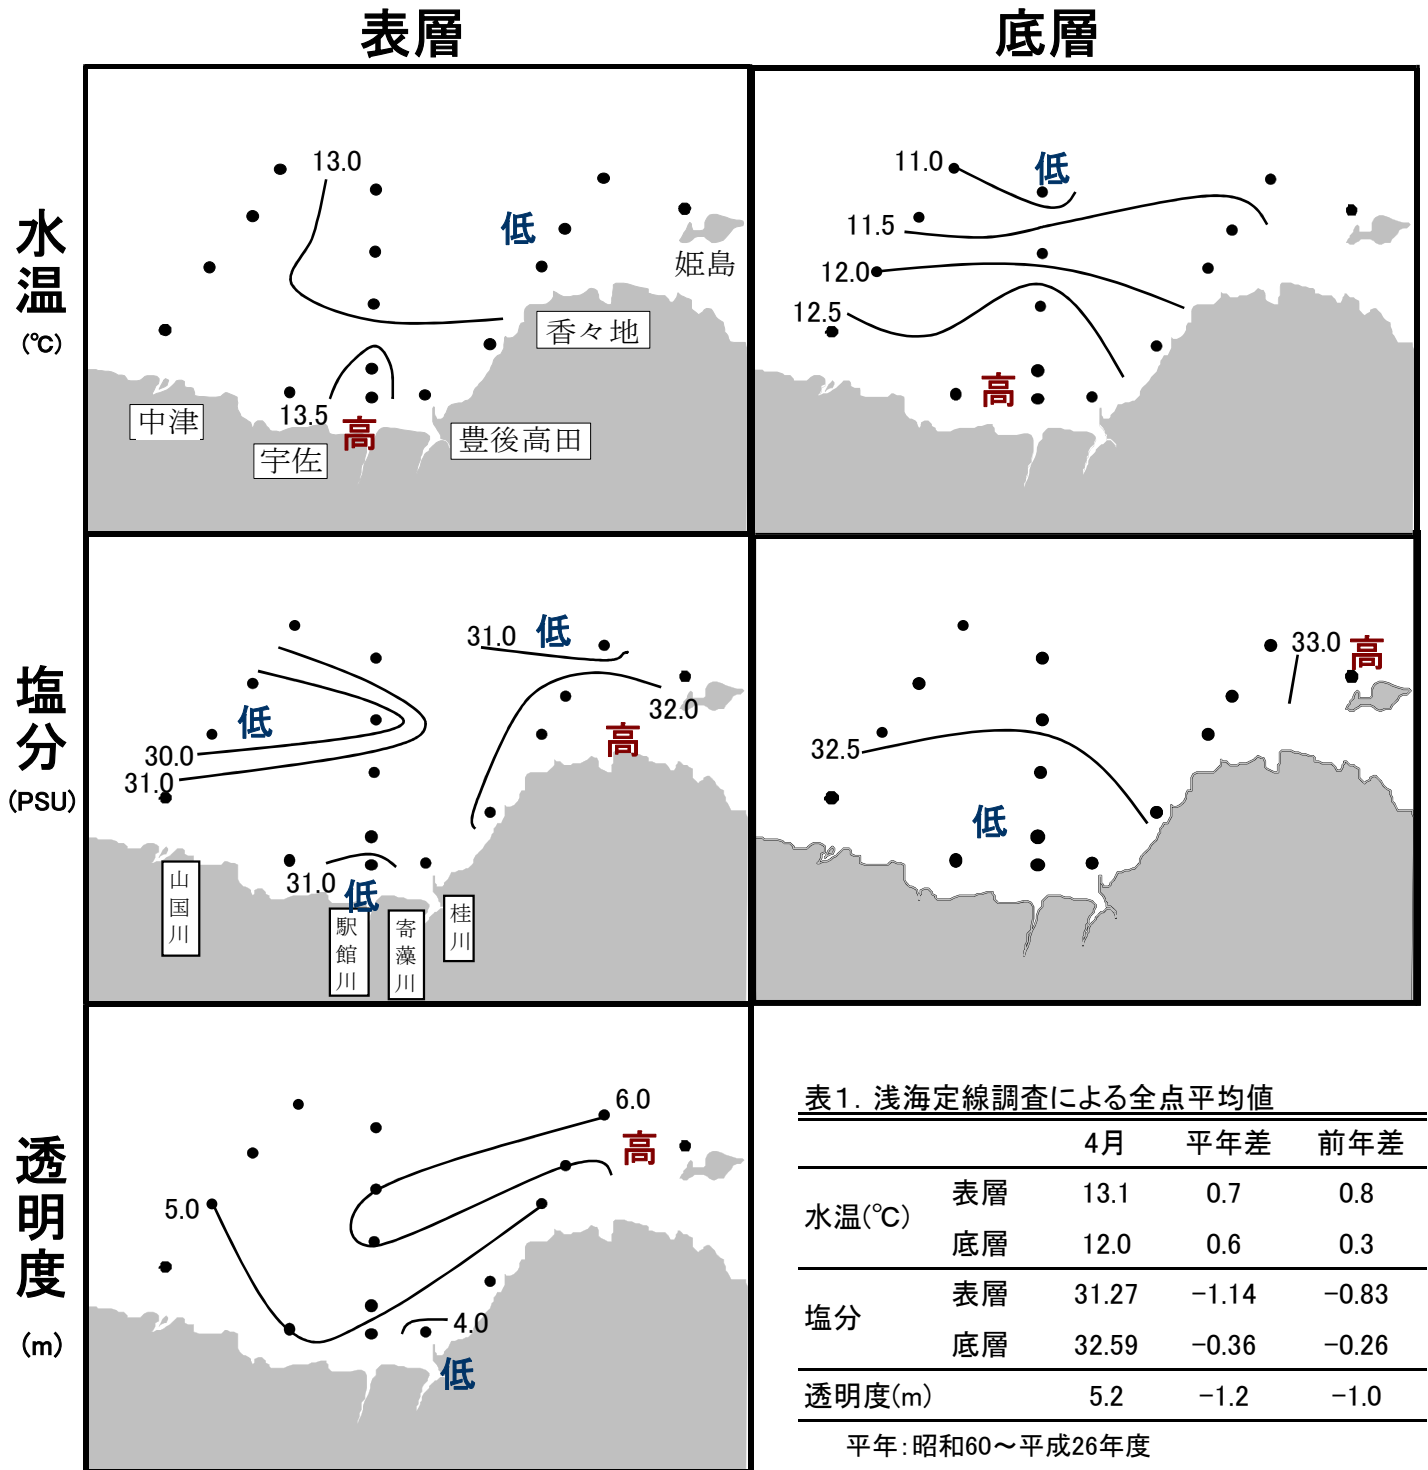 表層
底層
水温
(℃)
13.0
低
姫島
香々地
13.5
高
中津
宇佐
豊後高田
11.0
低
11.5
12.0
12.5
高
塩分
(PSU)
31.0
低
低
32.0
高
30.0
31.0
31.0
低
山国川
駅館川
寄藻川
桂川
33.0
高
32.5
低
透明度
(m)
6.0
高
5.0
4.0
低
表1. 浅海定線調査による全点平均値
4月 平年差 前年差
水温(℃) 表層 13.1 0.7 0.8
底層 12.0 0.6 0.3
塩分 表層 31.27 -1.14 -0.83
底層 32.59 -0.36 -0.26
透明度(m) 5.2 -1.2 -1.0
平年:昭和60～平成26年度